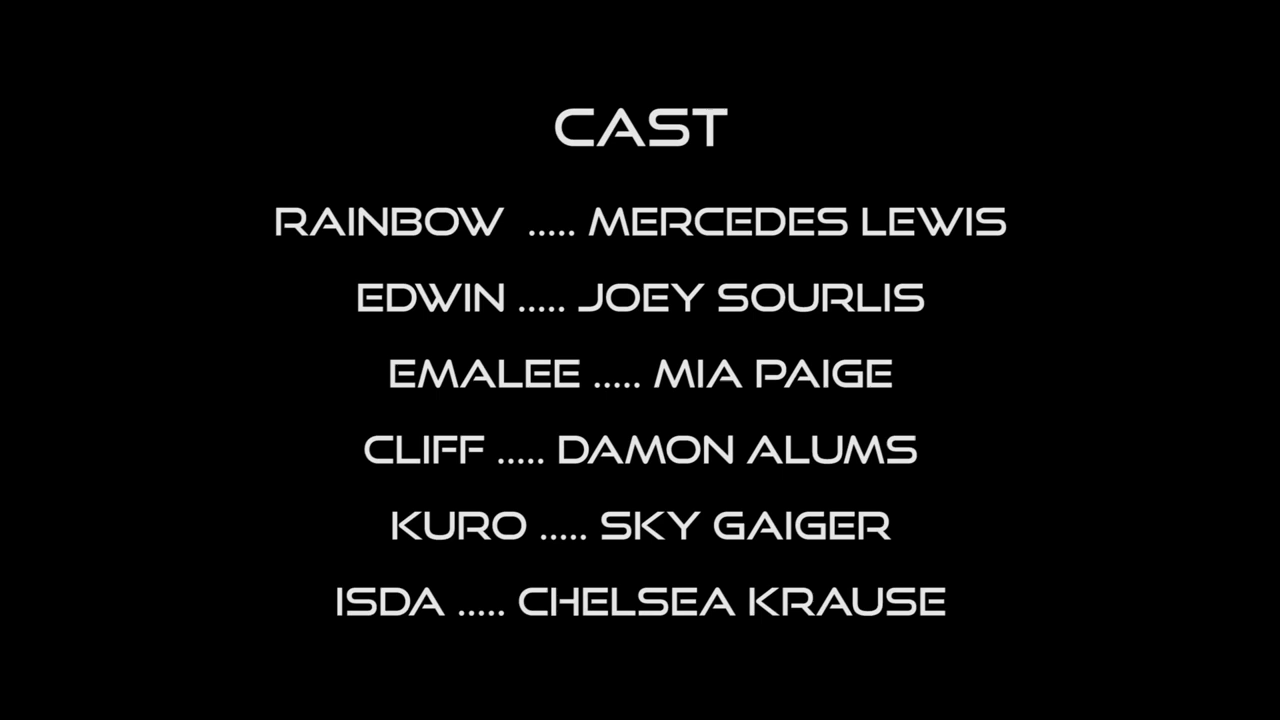 CAST
RAINBOW ..... MERCEDES LEWIS
EDWIN ..... JOEY SOURLIS
EMALEE ..... MIA PAIGE
CLIFF ..... DAMON ALUMS
KURO ..... SKY GAIGER
ISDA ..... CHELSEA KRAUSE